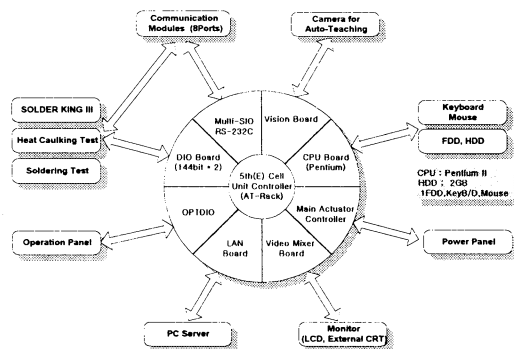 Communication
Modules (8Ports)
Camera for
Auto-Teaching
SOLDER KING III
Heat Caulking Test
Soldering Test
Multi-SIO
RS-232C
Vision Board
DIO Board
(144bit * 2)
CPU Board
(Pentium)
5th(E) Cell
Unit Controller
(AT-Rack)
OPTDIO
Main Actuator
Controller
LAN
Board
Video Mixer
Board
Keyboard
Mouse
FDD, HDD
CPU : Pentium II
HDD : 2GB
1FDD,KeyB/D,Mouse
Operation Panel
Power Panel
PC Server
Monitor
(LCD, External CRT)